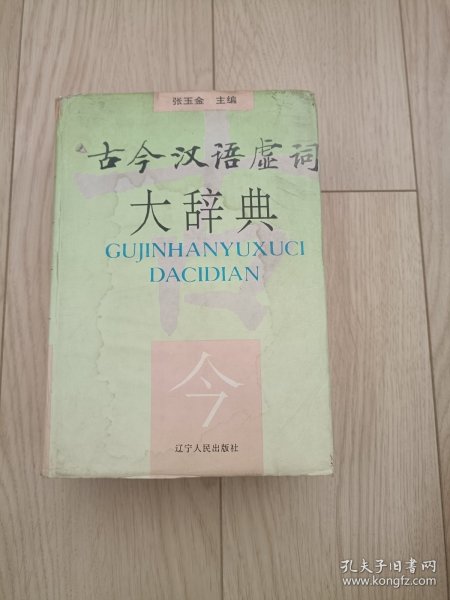 张玉金 主编
古今汉语虚词
大辞典
GUJINHANYUXUCI
DACIDIAN
今
辽宁人民出版社
孔夫子旧书网
www.kongfz.com